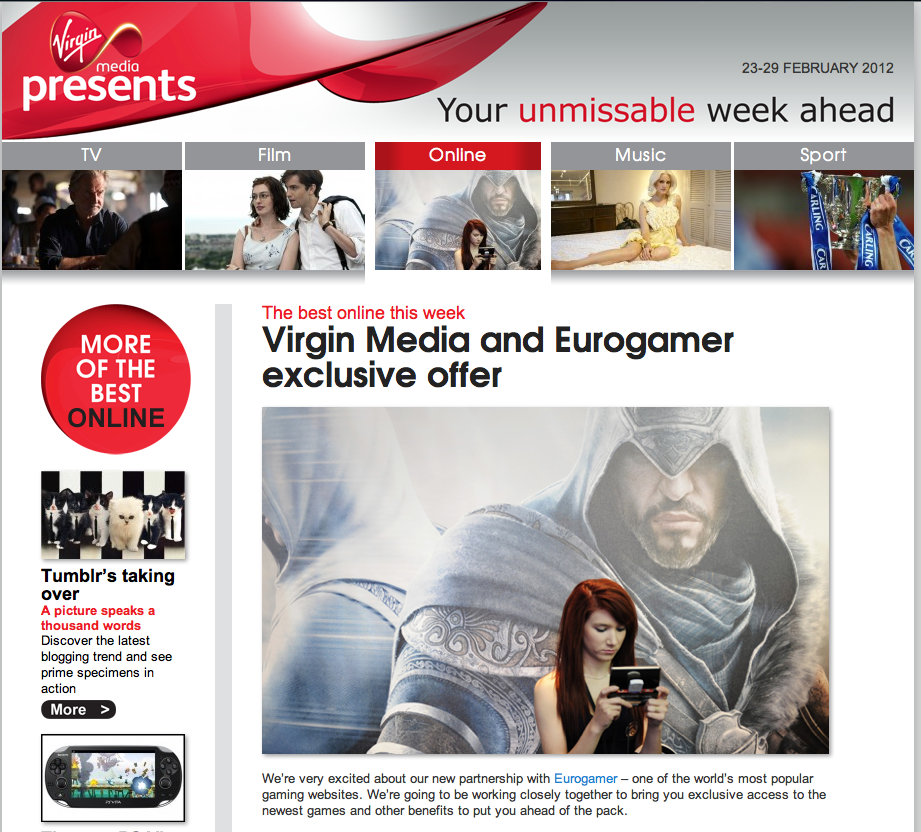 Virgin
media
presents
23-29 FEBRUARY 2012
Your unmissable week ahead
TV
Film
Online
Music
Sport
CARLING
CARLING
CARLING
MORE
OF THE
BEST
ONLINE
The best online this week
Virgin Media and Eurogamer
exclusive offer
Tumblr's taking
over
A picture speaks a
thousand words
Discover the latest
blogging trend and see
prime specimens in
action
More >
SONY
PSVITA
We're very excited about our new partnership with Eurogamer – one of the world's most popular
gaming websites. We're going to be working closely together to bring you exclusive access to the
newest games and other benefits to put you ahead of the pack.